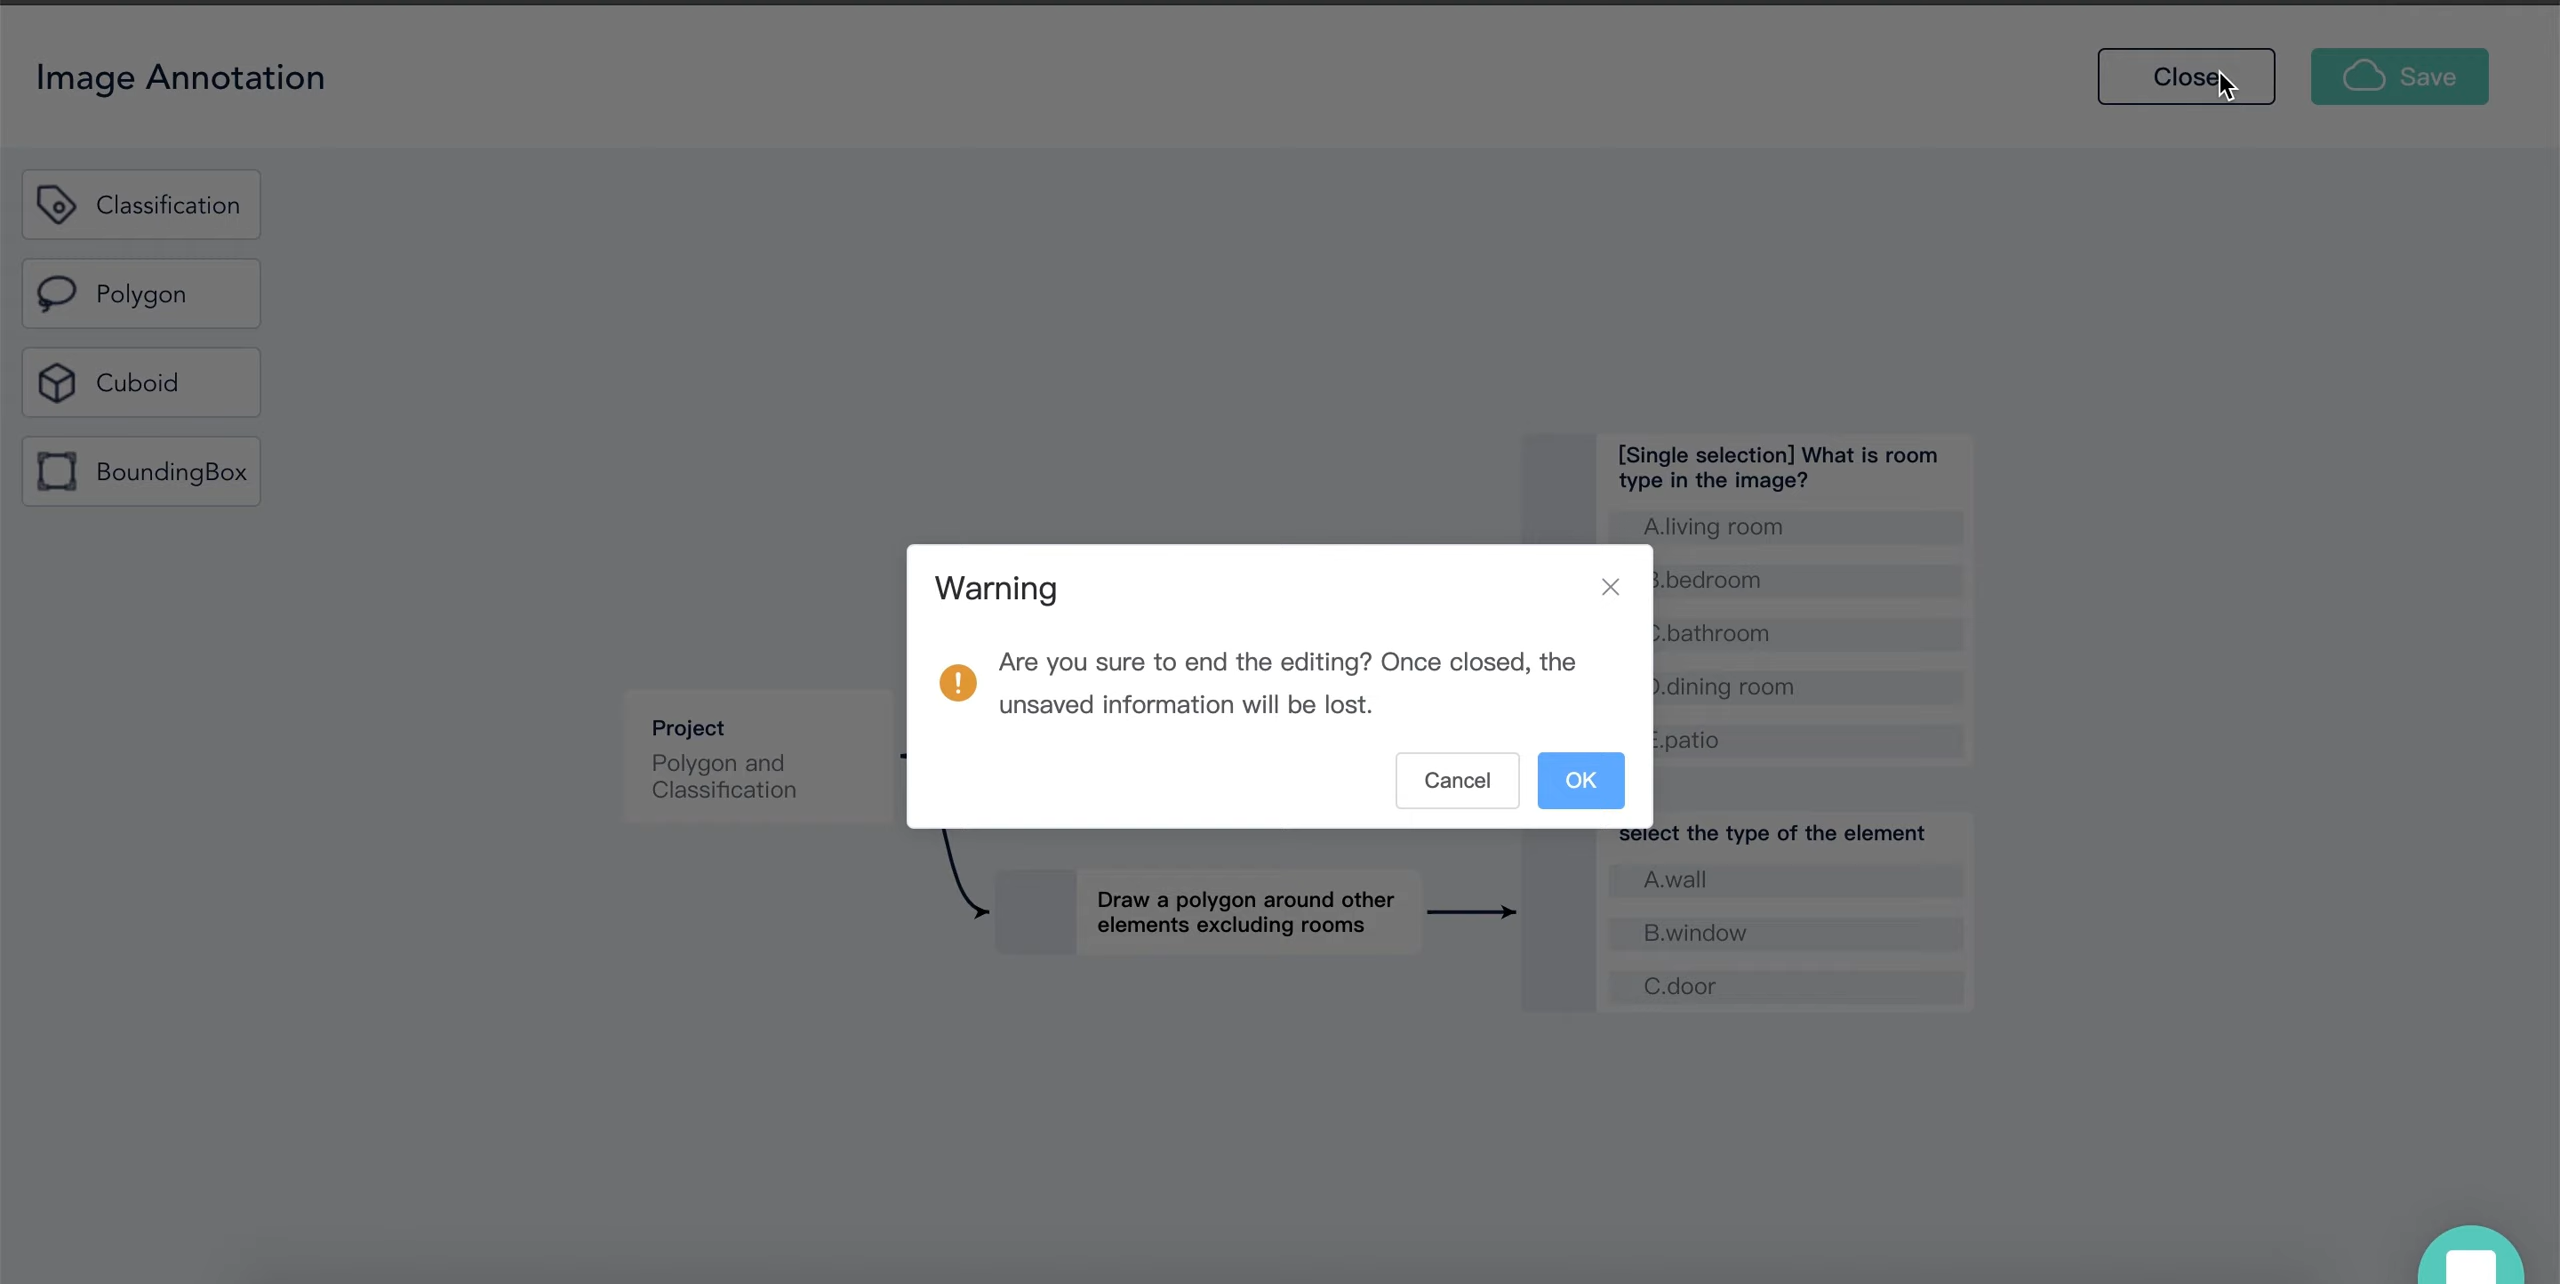 Image Annotation
Close
Save
Classification
Polygon
Cuboid
BoundingBox
[Single selection] What is room
type in the image?
A.living room
B.bedroom
C.bathroom
D.dining room
E.patio
Warning
Are you sure to end the editing? Once closed, the
unsaved information will be lost.
Cancel
OK
Project
Polygon and
Classification
select the type of the element
A.wall
B.window
C.door
Draw a polygon around other
elements excluding rooms